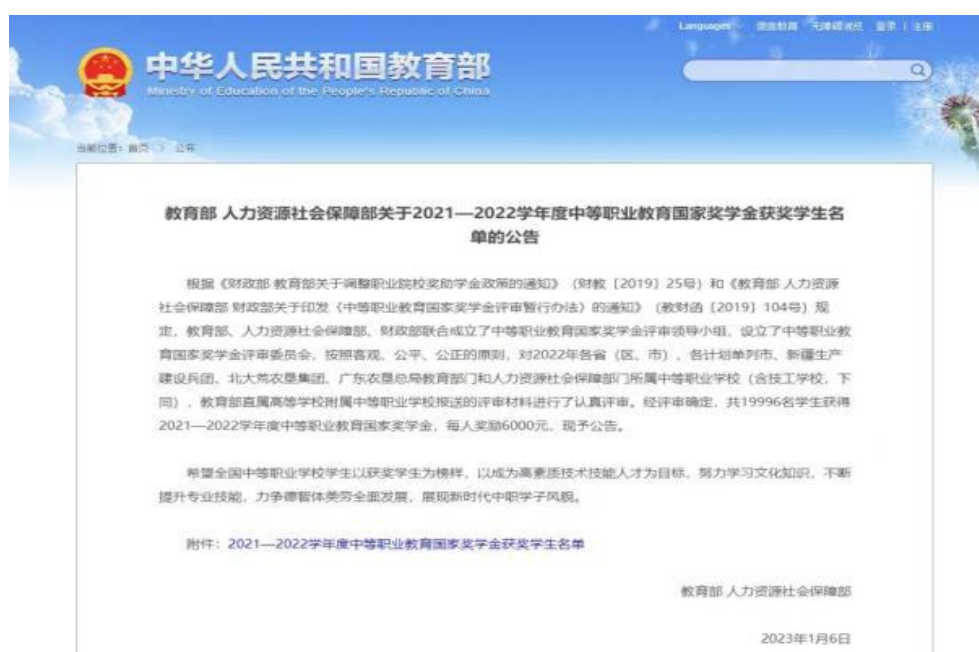 Languages
微言教育 无障碍浏览 登录 | 注册
中华人民共和国教育部
Ministry of Education of the People's Republic of China
当前位置：首页 > 公告
教育部 人力资源社会保障部关于2021—2022学年度中等职业教育国家奖学金获奖学生名
单的公告
根据《财政部 教育部关于调整职业院校奖助学金政策的通知》（财教〔2019〕25号）和《教育部 人力资源
社会保障部 财政部关于印发〈中等职业教育国家奖学金评审暂行办法〉的通知》（教财函〔2019〕104号）规
定，教育部、人力资源社会保障部、财政部联合成立了中等职业教育国家奖学金评审领导小组，设立了中等职业教
育国家奖学金评审委员会，按照客观、公平、公正的原则，对2022年各省（区、市）、各计划单列市、新疆生产
建设兵团、北大荒农垦集团、广东农垦总局教育部门和人力资源社会保障部门所属中等职业学校（含技工学校，下
同）、教育部直属高等学校附属中等职业学校报送的评审材料进行了认真评审。经评审确定，共19996名学生获得
2021—2022学年度中等职业教育国家奖学金，每人奖励6000元，现予公告。
希望全国中等职业学校学生以获奖学生为榜样，以成为高素质技术技能人才为目标，努力学习文化知识，不断
提升专业技能，力争德智体美劳全面发展，展现新时代中职学子风貌。
附件：2021—2022学年度中等职业教育国家奖学金获奖学生名单
教育部 人力资源社会保障部
2023年1月6日